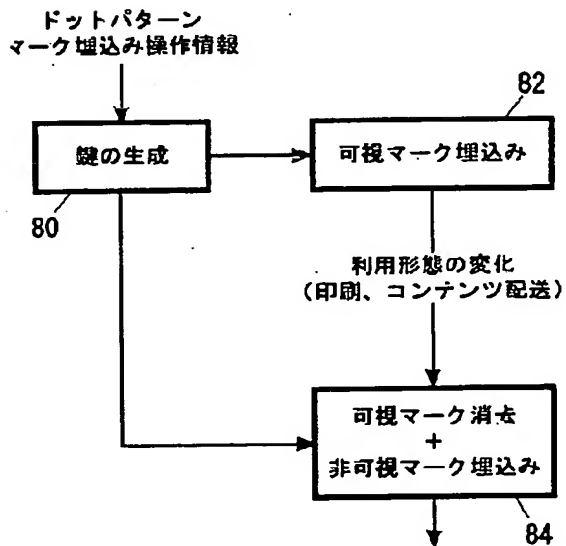 ドットパターン
マーク埋込み操作情報
82
鍵の生成
可視マーク埋込み
80
利用形態の変化
(印刷、コンテンツ配送)
可視マーク消去
+
非可視マーク埋込み
84